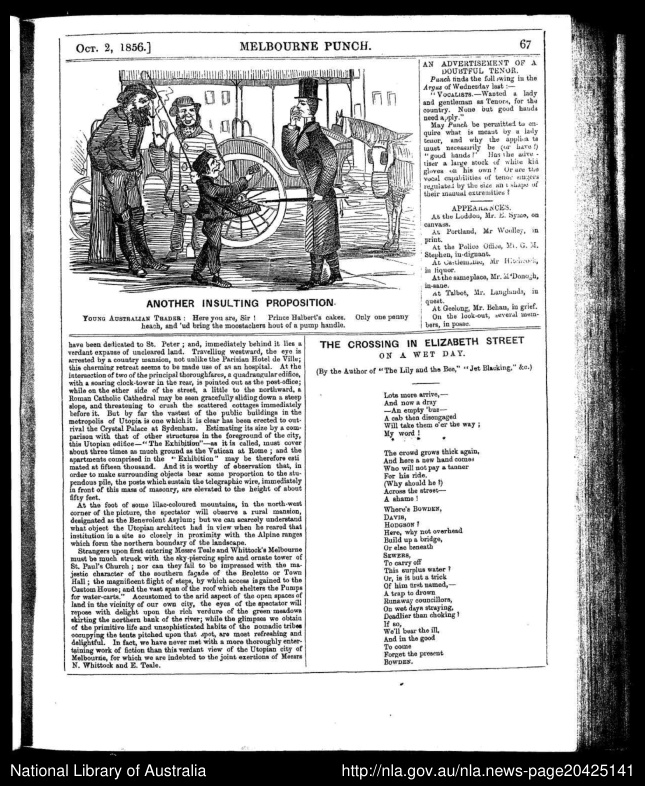 OCT. 2, 1856.]
MELBOURNE PUNCH.
67
ANOTHER INSULTING PROPOSITION.
YOUNG AUSTRALIAN TRADER : Here you are, Sir ! Prince Halbert's cakes. Only one penny
heach, and 'ud bring the moostachers hout of a pump handle.
AN ADVERTISEMENT OF A
DOUBTFUL TENOR.
Punch finds the following in the
Argus of Wednesday last :—
"VOCALISTS.—Wanted a lady
and gentleman as Tenors, for the
country. None but good hands
need apply."
May Punch be permitted to en-
quire what is meant by a lady
tenor, and why the applicants
must necessarily be (or have !)
"good hands?" Has the adver-
tiser a large stock of white kid
gloves on his own ? Or are the
vocal capabilities of tenor singers
regulated by the size and shape of
their manual extremities ?
APPEARANCES.
At the Loddon, Mr. E. Syme, on
canvass.
At Portland, Mr Woolley, in
print.
At the Police Office, Mr. G. M.
Stephen, in-dignant.
At Castlemaine, Mr
in liquor.
At the same place, Mr. M'Donogh,
in-sane.
At Talbot, Mr. Langlands, in
quest.
At Geelong, Mr. Behan, in grief.
On the look-out, several mem-
bers, in posse.
have been dedicated to St. Peter ; and, immediately behind it lies a
verdant expanse of uncleared land. Travelling westward, the eye is
arrested by a country mansion, not unlike the Parisian Hotel de Ville;
this charming retreat seems to be made use of as an hospital. At the
intersection of two of the principal thoroughfares, a quadrangular edifice,
with a soaring clock-tower in the rear, is pointed out as the post-office;
while on the other side of the street, a little to the northward, a
Roman Catholic Cathedral may be seen gracefully sliding down a steep
slope, and threatening to crush the scattered cottages immediately
before it. But by far the vastest of the public buildings in the
metropolis of Utopia is one which it is clear has been erected to out-
rival the Crystal Palace at Sydenham. Estimating its size by a com-
parison with that of other structures in the foreground of the city,
this Utopian edifice—"The Exhibition"—as it is called, must cover
about three times as much ground as the Vatican at Rome ; and the
apartments comprised in the "Exhibition" may be therefore esti
mated at fifteen thousand. And it is worthy of observation that, in
order to make surrounding objects bear some proportion to the stu-
pendous pile, the posts which sustain the telegraphic wire, immediately
in front of this mass of masonry, are elevated to the height of about
fifty feet.
At the foot of some lilac-coloured mountains, in the north-west
corner of the picture, the spectator will observe a rural mansion,
designated as the Benevolent Asylum; but we can scarcely understand
what object the Utopian architect had in view when he reared that
institution in a site so closely in proximity with the Alpine ranges
which form the northern boundary of the landscape.
Strangers upon first entering Messrs Teale and Whittock's Melbourne
must be much struck with the sky-piercing spire and ornate tower of
St. Paul's Church ; nor can they fail to be impressed with the ma-
jestic character of the southern façade of the Broletto or Town
Hall ; the magnificent flight of steps, by which access is gained to the
Custom House; and the vast span of the roof which shelters the Pumps
for water-carts." Accustomed to the arid aspect of the open spaces of
land in the vicinity of our own city, the eyes of the spectator will
repose with delight upon the rich verdure of the green meadows
skirting the northern bank of the river; while the glimpses we obtain
of the primitive life and unsophisticated habits of the nomadic tribes
occupying the tents pitched upon that spot, are most refreshing and
delightful. In fact, we have never met with a more thoroughly enter-
taining work of fiction than this verdant view of the Utopian city of
Melbourne, for which we are indebted to the joint exertions of Messrs
N. Whittock and E. Teale.
THE CROSSING IN ELIZABETH STREET
ON A WET DAY.
(By the Author of "The Lily and the Bee," "Jet Blacking," &c.)
Lots more arrive,—
And now a dray
—An empty 'bus—
A cab then disengaged
Will take them o'er the way ;
My word !
* * *
The crowd grows thick again,
And here a new hand comes
Who will not pay a tanner
For his ride.
(Why should he ?)
Across the street—
A shame !
Where's BOWDEN,
DAVIS,
HODGSON ?
Here, why not overhead
Build up a bridge,
Or else beneath
SEWERS,
To carry off
This surplus water ?
Or, is it but a trick
Of him first named,—
A trap to drown
Runaway councillors,
On wet days straying,
Deadlier than choking !
If so,
We'll bear the ill,
And in the good
To come
Forget the present
BOWDEN.
National Library of Australia
http://nla.gov.au/nla.news-page20425141